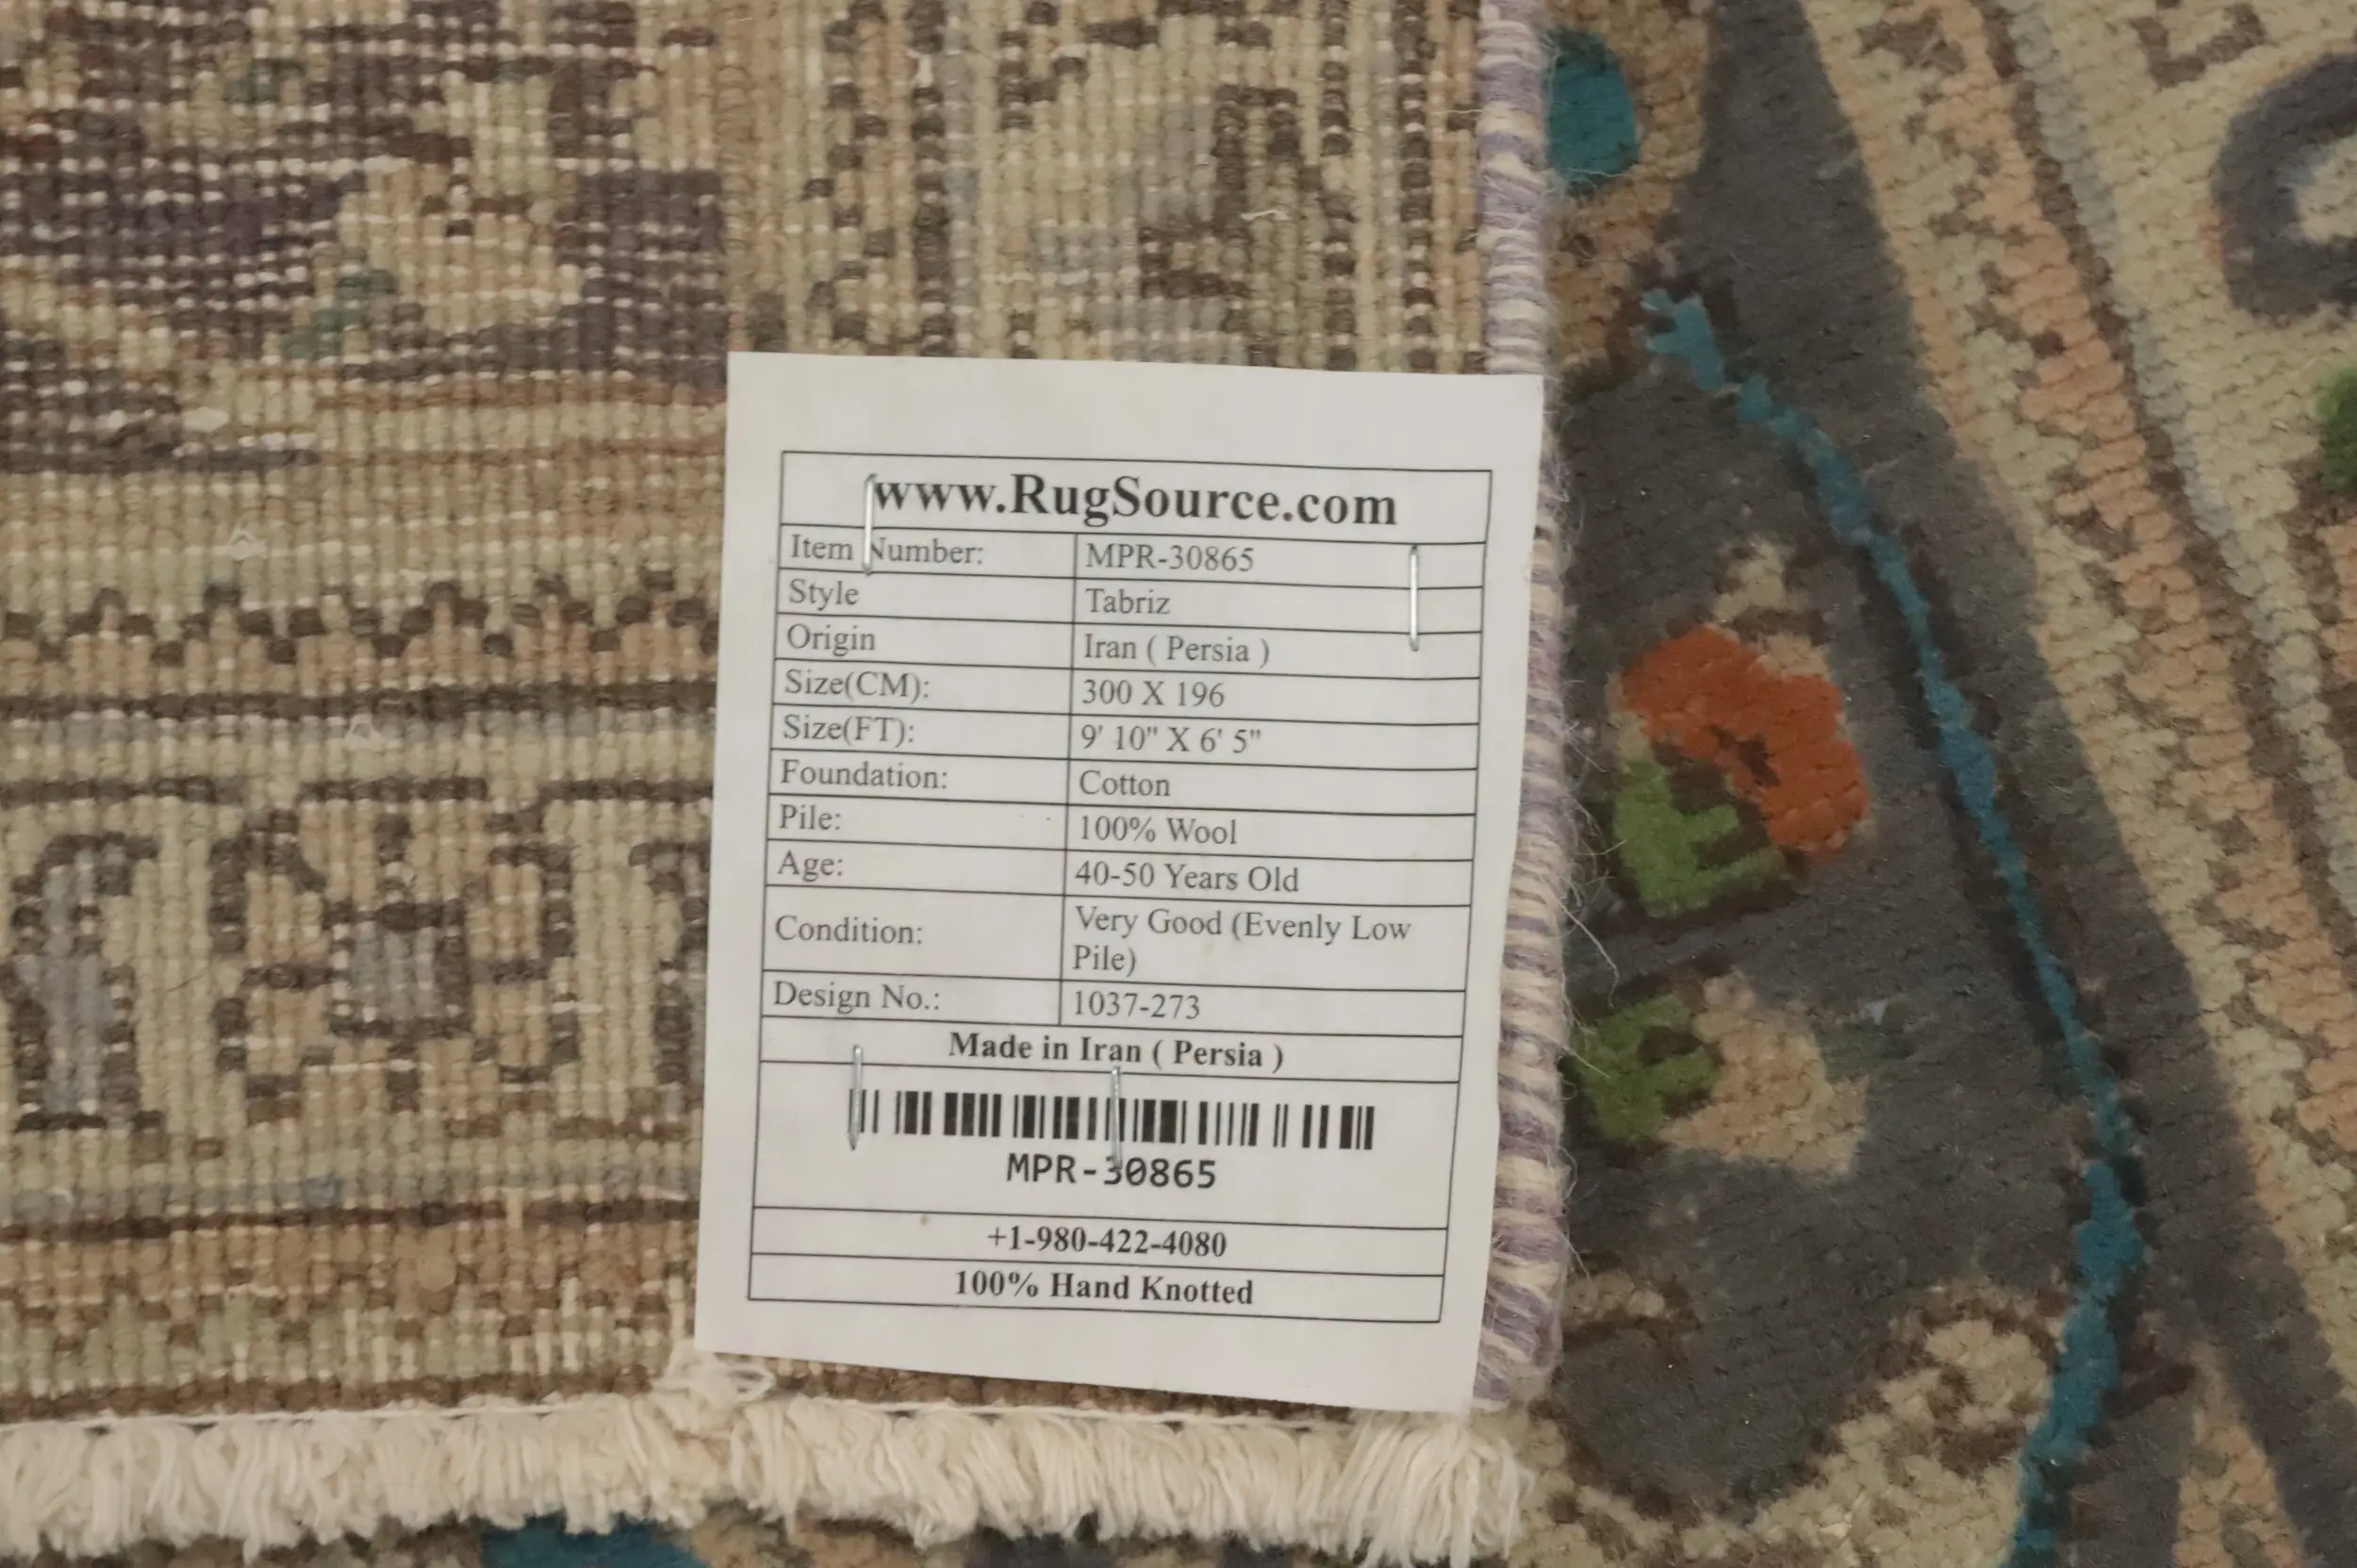 www.RugSource.com
Item Number: MPR-30865
Style Tabriz
Origin Iran ( Persia )
Size(CM): 300 X 196
Size(FT): 9' 10" X 6' 5"
Foundation: Cotton
Pile: 100% Wool
Age: 40-50 Years Old
Condition: Very Good (Evenly Low
Pile)
Design No.: 1037-273
Made in Iran ( Persia )
MPR-30865
+1-980-422-4080
100% Hand Knotted